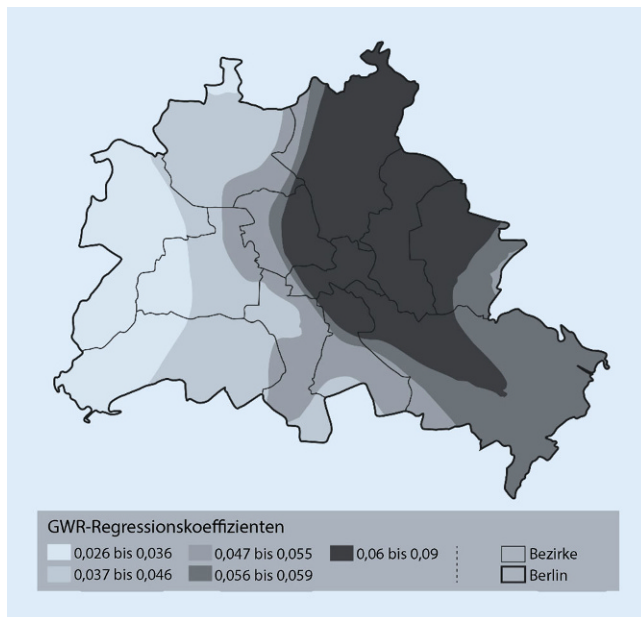 GWR-Regressionskoeffizienten
0,026 bis 0,036
0,047 bis 0,055
0,06 bis 0,09
Bezirke
0,037 bis 0,046
0,056 bis 0,059
Berlin